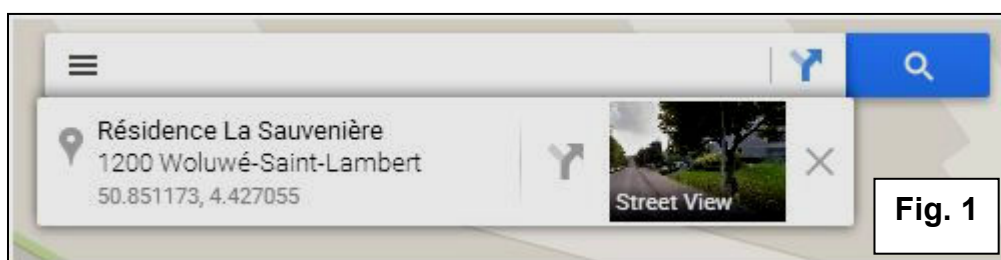 Résidence La Sauvenière
1200 Woluwé-Saint-Lambert
50.851173, 4.427055
Street View
Fig. 1